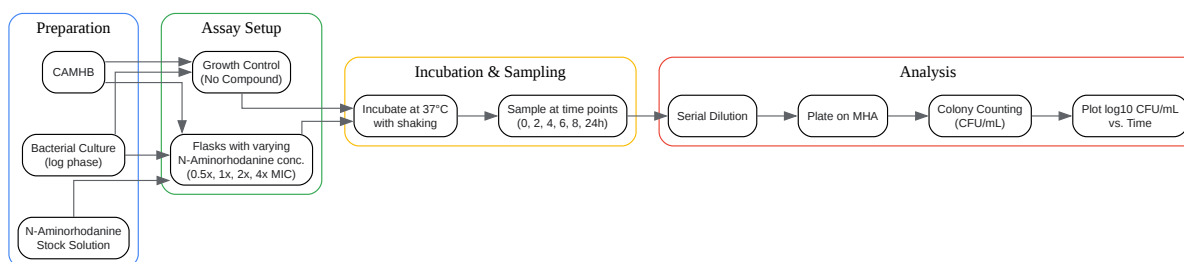 Preparation
CAMHB
Bacterial Culture
(log phase)
N-Aminorhodanine
Stock Solution
Assay Setup
Growth Control
(No Compound)
Flasks with varying
N-Aminorhodanine conc.
(0.5x, 1x, 2x, 4x MIC)
Incubation & Sampling
Incubate at 37°C
with shaking
Sample at time points
(0, 2, 4, 6, 8, 24h)
Analysis
Serial Dilution
Plate on MHA
Colony Counting
(CFU/mL)
Plot log10 CFU/mL
vs. Time